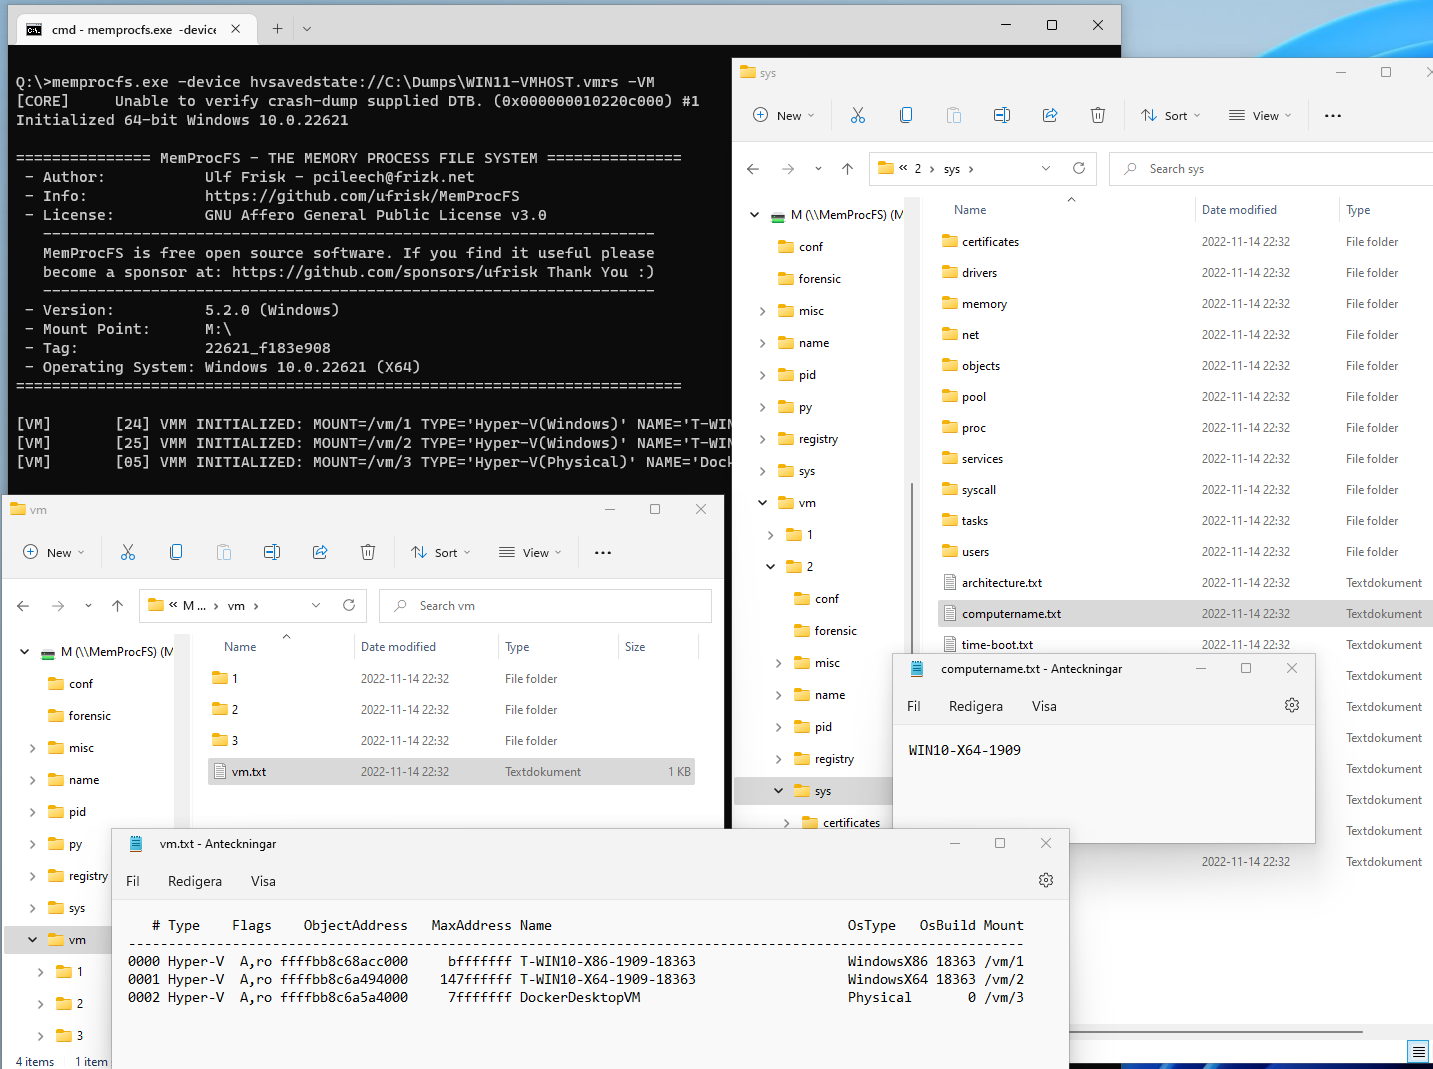 cmd - memprocfs.exe  -device
Q:\>memprocfs.exe -device hvsavedstate://C:\Dumps\WIN11-VMHOST.vmrs -VM
[CORE]     Unable to verify crash-dump supplied DTB. (0x000000010220c000) #1
Initialized 64-bit Windows 10.0.22621
=============== MemProcFS - THE MEMORY PROCESS FILE SYSTEM ===============
- Author:           Ulf Frisk - pcileech@frizk.net
- Info:             https://github.com/ufrisk/MemProcFS
- License:          GNU Affero General Public License v3.0
--------------------------------------------------------------------
MemProcFS is free open source software. If you find it useful please
become a sponsor at: https://github.com/sponsors/ufrisk Thank You :)
--------------------------------------------------------------------
- Version:          5.2.0 (Windows)
- Mount Point:      M:\
- Tag:              22621_f183e908
- Operating System: Windows 10.0.22621 (X64)
==========================================================================
[VM]       [24] VMM INITIALIZED: MOUNT=/vm/1 TYPE='Hyper-V(Windows)' NAME='T-WIN
[VM]       [25] VMM INITIALIZED: MOUNT=/vm/2 TYPE='Hyper-V(Windows)' NAME='T-WIN
[VM]       [05] VMM INITIALIZED: MOUNT=/vm/3 TYPE='Hyper-V(Physical)' NAME='Dock
sys
New Sort View ...
« 2 > sys > Search sys
M (\\MemProcFS) (M
conf
forensic
misc
name
pid
py
registry
sys
vm
1
2
conf
forensic
misc
name
pid
registry
sys
certificates
Name Date modified Type
certificates 2022-11-14 22:32 File folder
drivers 2022-11-14 22:32 File folder
memory 2022-11-14 22:32 File folder
net 2022-11-14 22:32 File folder
objects 2022-11-14 22:32 File folder
pool 2022-11-14 22:32 File folder
proc 2022-11-14 22:32 File folder
services 2022-11-14 22:32 File folder
syscall 2022-11-14 22:32 File folder
tasks 2022-11-14 22:32 File folder
users 2022-11-14 22:32 File folder
architecture.txt 2022-11-14 22:32 Textdokument
computername.txt 2022-11-14 22:32 Textdokument
time-boot.txt 2022-11-14 22:32 Textdokument
Textdokument
Textdokument
Textdokument
Textdokument
Textdokument
Textdokument
2022-11-14 22:32 Textdokument
computername.txt - Anteckningar
Fil Redigera Visa
WIN10-X64-1909
vm
New Sort View ...
« M ... > vm > Search vm
M (\\MemProcFS) (M
conf
forensic
misc
name
pid
py
registry
sys
vm
1
2
3
Name Date modified Type Size
1 2022-11-14 22:32 File folder
2 2022-11-14 22:32 File folder
3 2022-11-14 22:32 File folder
vm.txt 2022-11-14 22:32 Textdokument 1 KB
4 items 1 item
vm.txt - Anteckningar
Fil Redigera Visa
# Type    Flags    ObjectAddress   MaxAddress Name    OsType   OsBuild Mount
----------------------------------------------------------------------------------------------------------------
0000 Hyper-V  A,ro ffffbb8c68acc000     bfffffff T-WIN10-X86-1909-18363    WindowsX86 18363 /vm/1
0001 Hyper-V  A,ro ffffbb8c6a494000    147ffffff T-WIN10-X64-1909-18363    WindowsX64 18363 /vm/2
0002 Hyper-V  A,ro ffffbb8c6a5a4000     7fffffff DockerDesktopVM    Physical       0 /vm/3